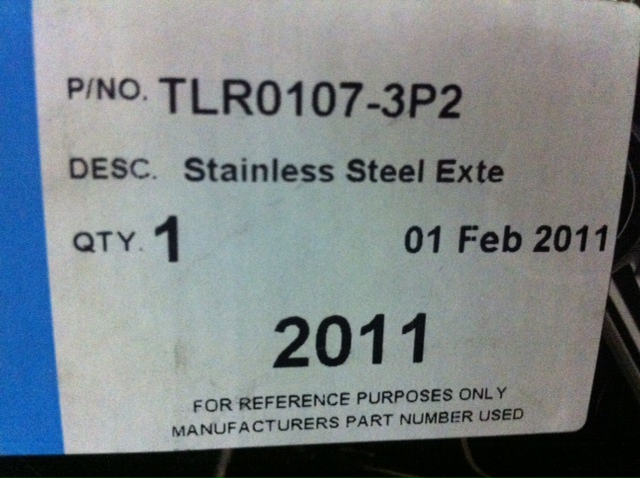 P/NO. TLR0107-3P2
DESC. Stainless Steel Exte
QTY. 1 01 Feb 2011
2011
FOR REFERENCE PURPOSES ONLY
MANUFACTURERS PART NUMBER USED